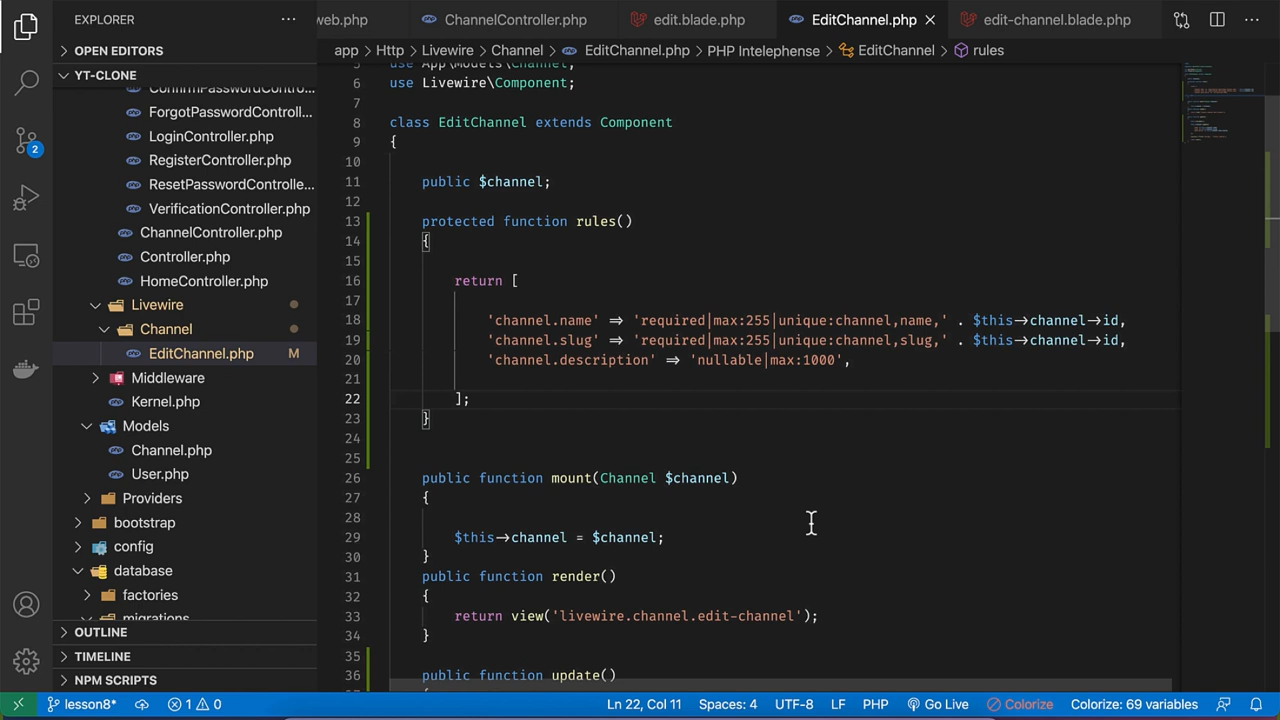 EXPLORER
web.php
ChannelController.php
edit.blade.php
EditChannel.php
edit-channel.blade.php
OPEN EDITORS
app > Http > Livewire > Channel > EditChannel.php > PHP Intelephense > EditChannel > rules
YT-CLONE
ConfirmPasswordContr...
ForgotPasswordControll...
LoginController.php
RegisterController.php
ResetPasswordControlle...
VerificationController.php
ChannelController.php
Controller.php
HomeController.php
Livewire
Channel
EditChannel.php M
Middleware
Kernel.php
Models
Channel.php
User.php
Providers
bootstrap
config
database
factories
migrations
OUTLINE
TIMELINE
NPM SCRIPTS
2
5 use App\Models\Channel;
6 use Livewire\Component;
7
8 class EditChannel extends Component
9 {
10
11 public $channel;
12
13 protected function rules()
14 {
15
16 return [
17
18 'channel.name' => 'required|max:255|unique:channel,name,' . $this->channel->id,
19 'channel.slug' => 'required|max:255|unique:channel,slug,' . $this->channel->id,
20 'channel.description' => 'nullable|max:1000',
21
22 ];
23 }
24
25
26 public function mount(Channel $channel)
27 {
28
29 $this->channel = $channel;
30 }
31 public function render()
32 {
33 return view('livewire.channel.edit-channel');
34 }
35
36 public function update()
37 {
lesson8* 1 0 Ln 22, Col 11 Spaces: 4 UTF-8 LF PHP Go Live Colorize Colorize: 69 variables